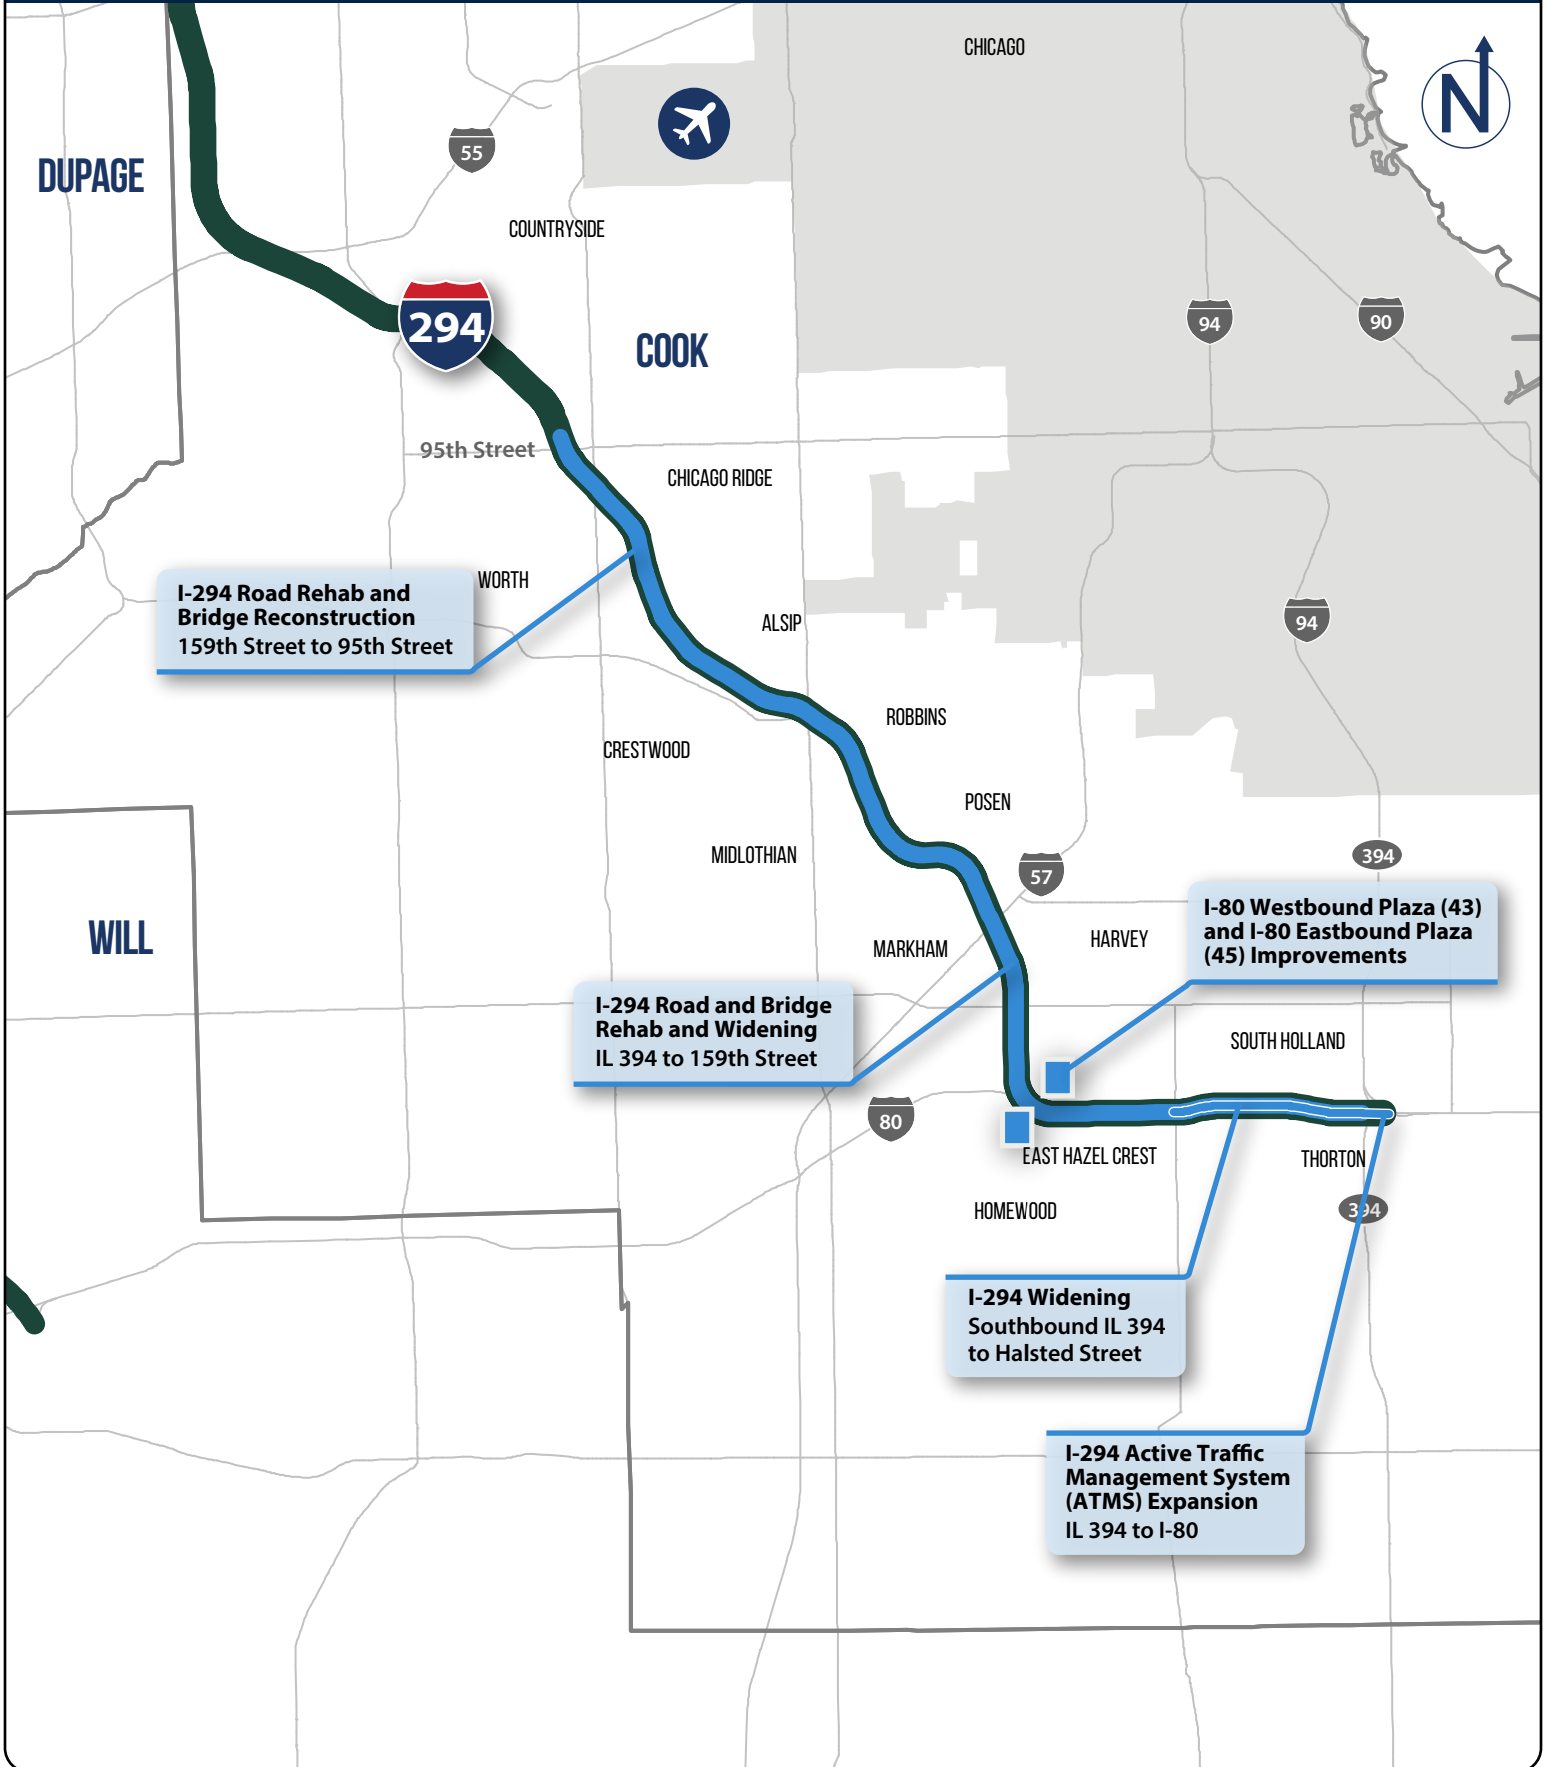 CHICAGO
N
55
DUPAGE
COUNTRYSIDE
294
94
90
COOK
95th Street
CHICAGO RIDGE
WORTH
I-294 Road Rehab and
Bridge Reconstruction
159th Street to 95th Street
ALSIP
94
ROBBINS
CRESTWOOD
POSEN
MIDLOTHIAN
394
57
I-80 Westbound Plaza (43)
and I-80 Eastbound Plaza
(45) Improvements
WILL
HARVEY
MARKHAM
I-294 Road and Bridge
Rehab and Widening
IL 394 to 159th Street
SOUTH HOLLAND
80
EAST HAZEL CREST
THORTON
HOMEWOOD
394
I-294 Widening
Southbound IL 394
to Halsted Street
I-294 Active Traffic
Management System
(ATMS) Expansion
IL 394 to I-80